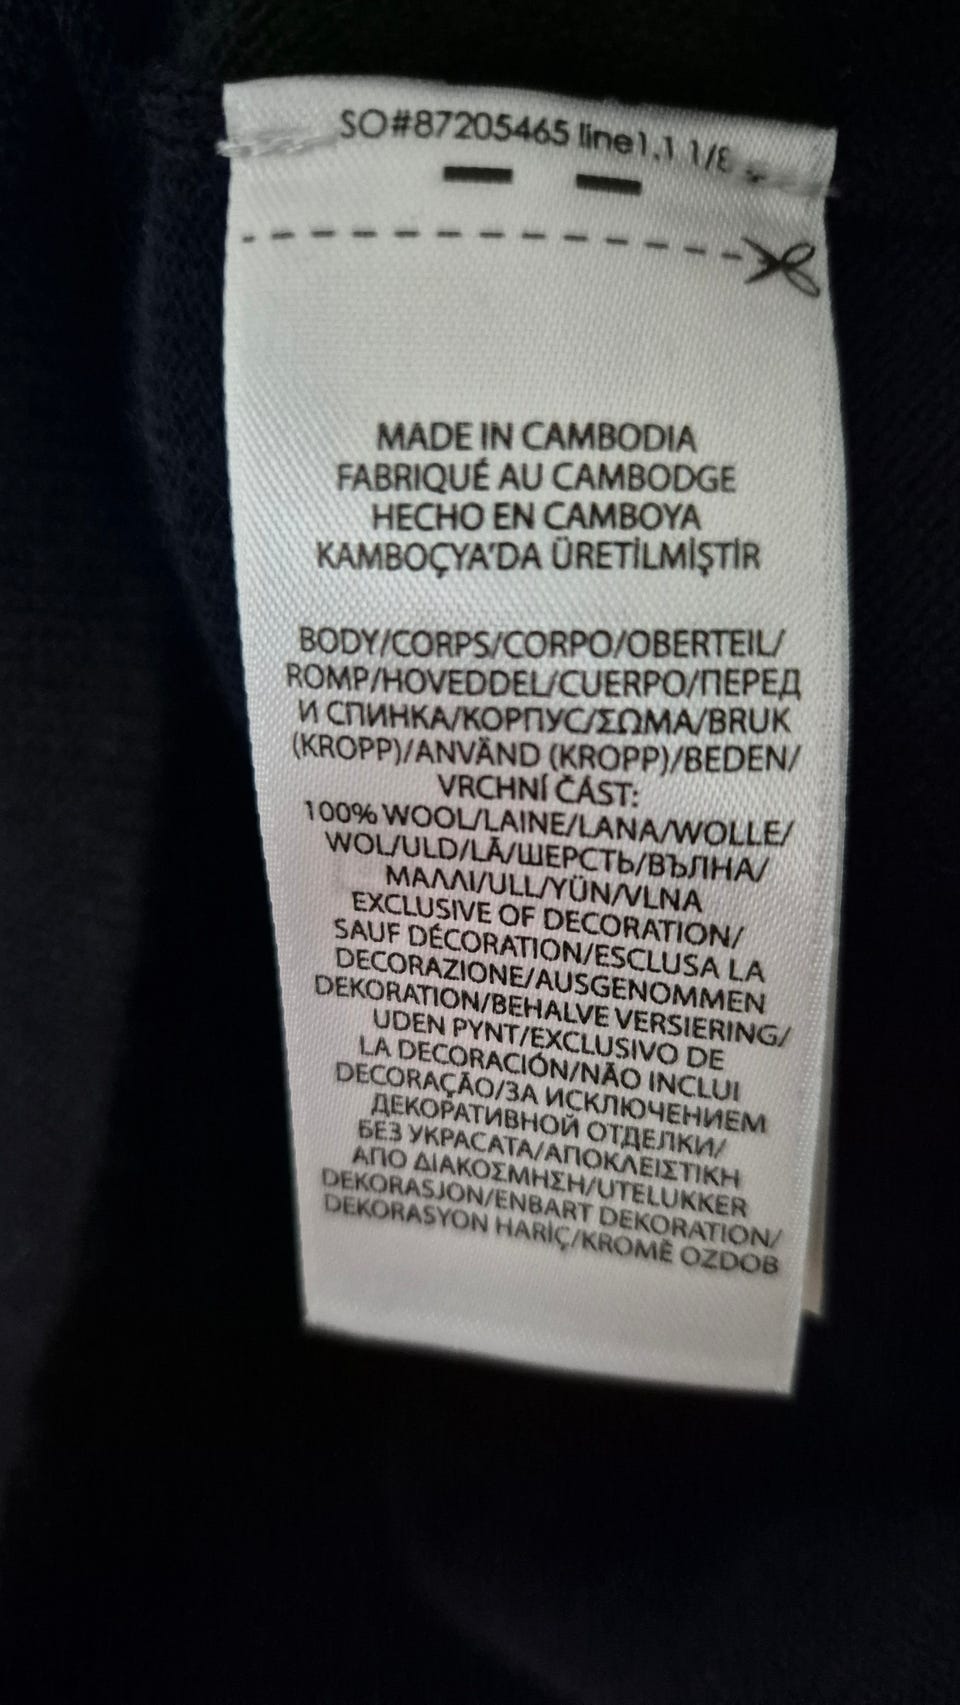 SO#87205465 line1.1 1/8
MADE IN CAMBODIA
FABRIQUÉ AU CAMBODGE
HECHO EN CAMBOYA
KAMBOÇYA'DA ÜRETİLMİŞTİR
BODY/CORPS/CORPO/OBERTEIL/
ROMP/HOVEDDEL/CUERPO/ПЕРЕД
И СПИНКА/КОРПУС/ΣΩΜΑ/BRUK
(KROPP)/ANVÄND (KROPP)/BEDEN/
VRCHNÍ ČÁST:
100% WOOL/LAINE/LANA/WOLLE/
WOL/ULD/LÃ/ШЕРСТЬ/ВЪЛНА/
ΜΑΛΛΙ/ULL/YÜN/VLNA
EXCLUSIVE OF DECORATION/
SAUF DÉCORATION/ESCLUSA LA
DECORAZIONE/AUSGENOMMEN
DEKORATION/BEHALVE VERSIERING/
UDEN PYNT/EXCLUSIVO DE
LA DECORACIÓN/NÃO INCLUI
DECORAÇÃO/ЗА ИСКЛЮЧЕНИЕМ
ДЕКОРАТИВНОЙ ОТДЕЛКИ/
БЕЗ УКРАСАТА/ΑΠΟΚΛΕΙΣΤΙΚΗ
ΑΠΟ ΔΙΑΚΟΣΜΗΣΗ/UTELUKKER
DEKORASJON/ENBART DEKORATION/
DEKORASYON HARİÇ/KROMĚ OZDOB